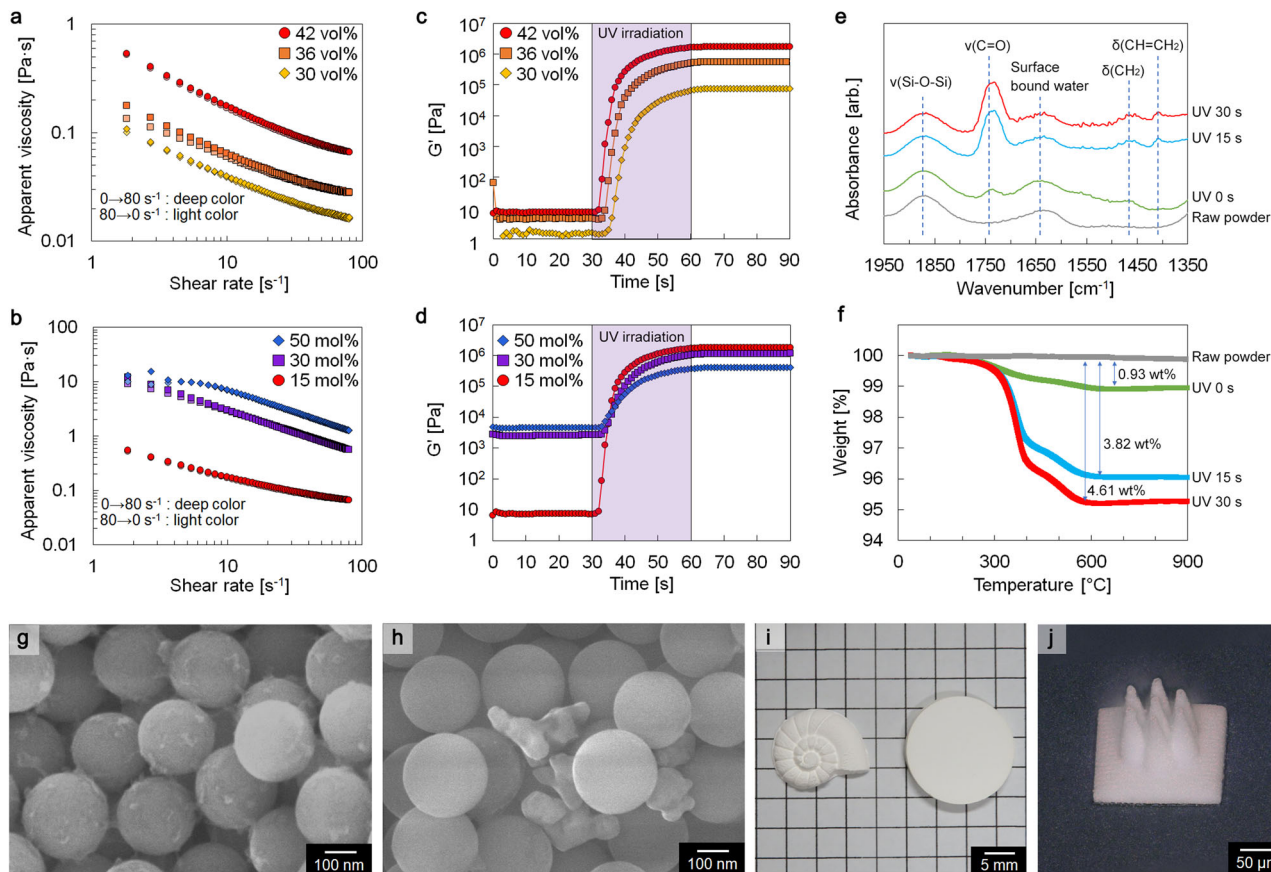 a
Apparent viscosity [Pa·s]
1
0.1
0.01
42 vol%
36 vol%
30 vol%
0→80 s⁻¹ : deep color
80→0 s⁻¹ : light color
1
10
100
Shear rate [s⁻¹]
b
Apparent viscosity [Pa·s]
100
10
1
0.1
0.01
50 mol%
30 mol%
15 mol%
0→80 s⁻¹ : deep color
80→0 s⁻¹ : light color
1
10
100
Shear rate [s⁻¹]
c
G' [Pa]
10⁷
10⁶
10⁵
10⁴
10³
10²
10
1
42 vol%
36 vol%
30 vol%
UV irradiation
0 10 20 30 40 50 60 70 80 90
Time [s]
d
G' [Pa]
10⁷
10⁶
10⁵
10⁴
10³
10²
10
1
50 mol%
30 mol%
15 mol%
UV irradiation
0 10 20 30 40 50 60 70 80 90
Time [s]
e
Absorbance (arb.)
ν(Si-O-Si)
ν(C=O)
Surface
bound water
δ(CH₂)
δ(CH=CH₂)
UV 30 s
UV 15 s
UV 0 s
Raw powder
1950 1850 1750 1650 1550 1450 1350
Wavenumber [cm⁻¹]
f
Weight [%]
100
99
98
97
96
95
94
Raw powder
0.93 wt%
UV 0 s
3.82 wt%
UV 15 s
4.61 wt%
UV 30 s
0
300
600
900
Temperature [°C]
g
100 nm
h
100 nm
i
5 mm
j
50 μm